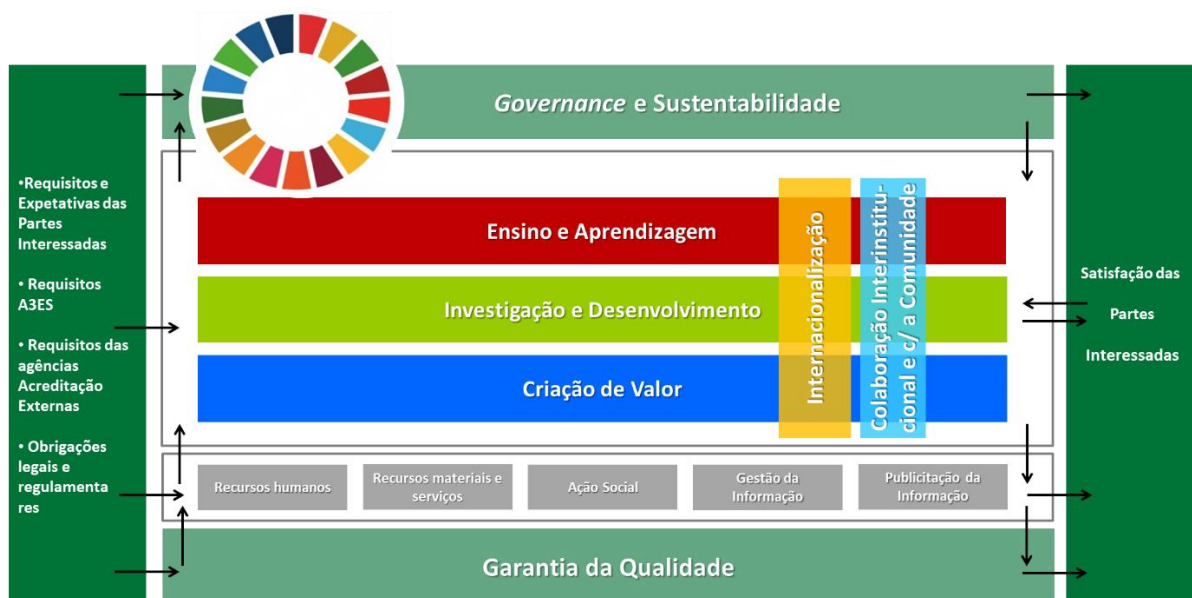 Governance e Sustentabilidade
•Requisitos e
Expetativas das
Partes
Interessadas
• Requisitos
A3ES
• Requisitos das
agências
Acreditação
Externas
• Obrigações
legais e
regulamenta
res
Ensino e Aprendizagem
Investigação e Desenvolvimento
Criação de Valor
Internacionalização
Colaboração Interinstitu-
cional e c/ a Comunidade
Recursos humanos
Recursos materiais e
serviços
Ação Social
Gestão da
Informação
Publicitação da
Informação
Garantia da Qualidade
Satisfação das
Partes
Interessadas